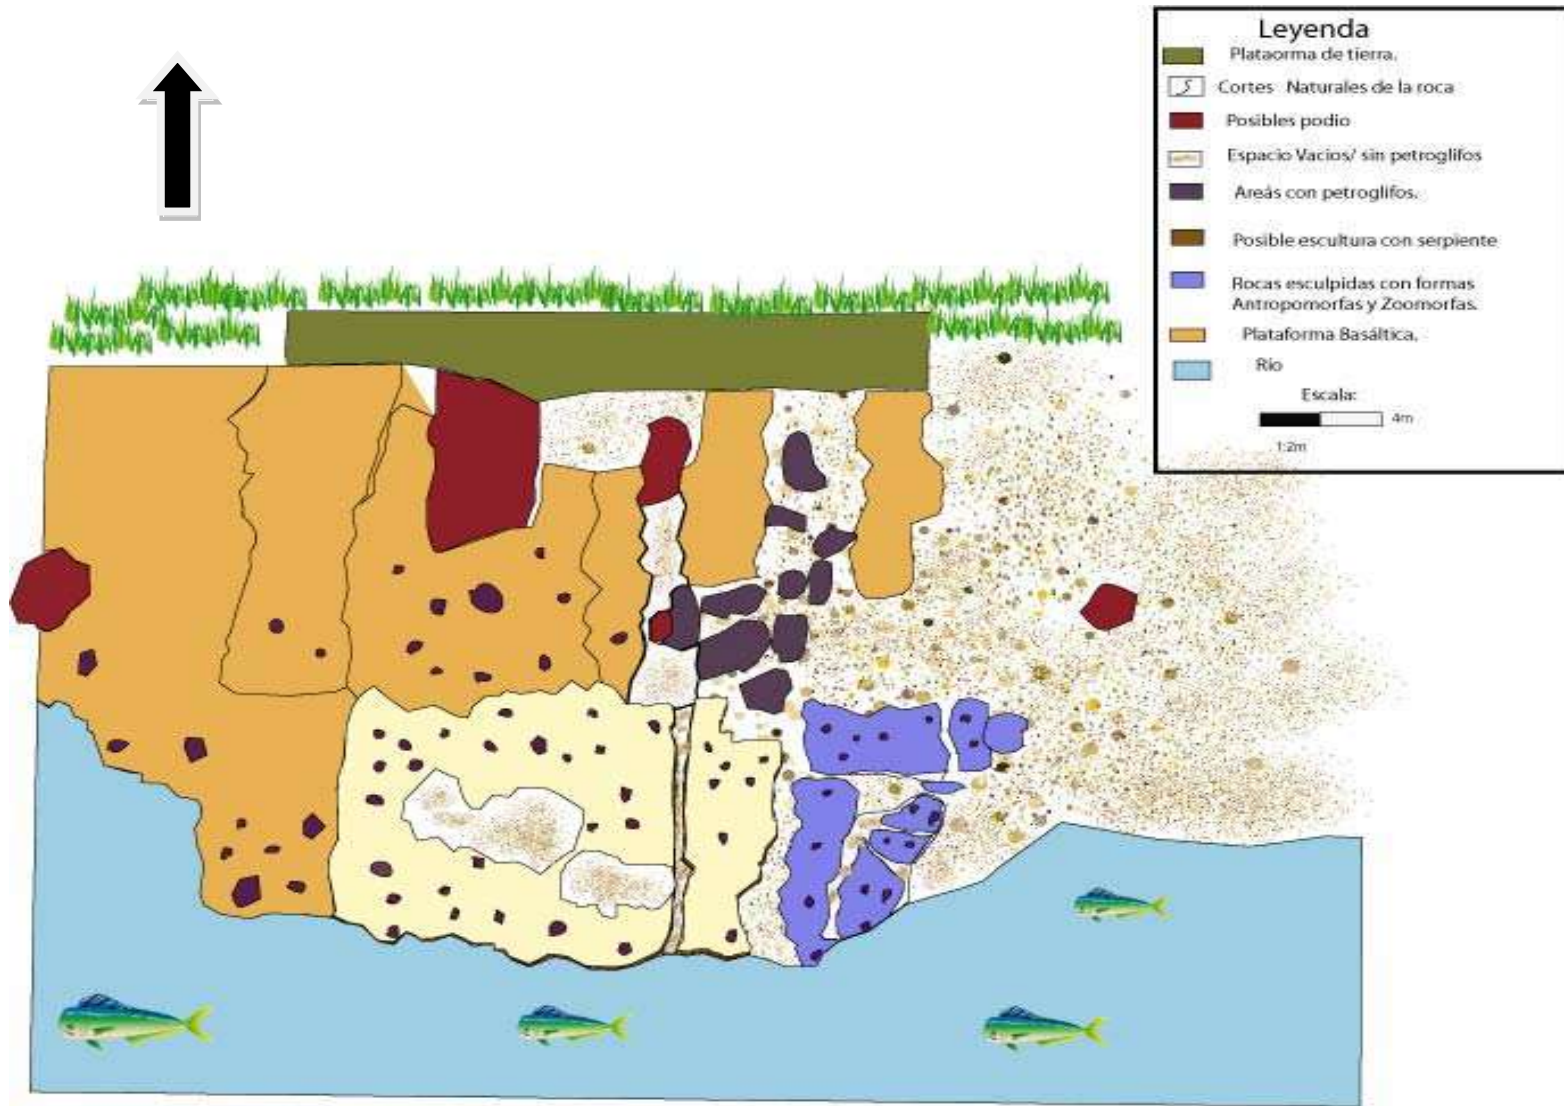 Leyenda
Plataorma de tierra.
Cortes Naturales de la roca
Posibles podio
Espacio Vacios/ sin petroglifos
Areás con petroglifos.
Posible escultura con serpiente
Rocas esculpidas con formas
Antropomorfas y Zoomorfas.
Plataforma Basáltica,
Río
Escala:
4m
1:2m